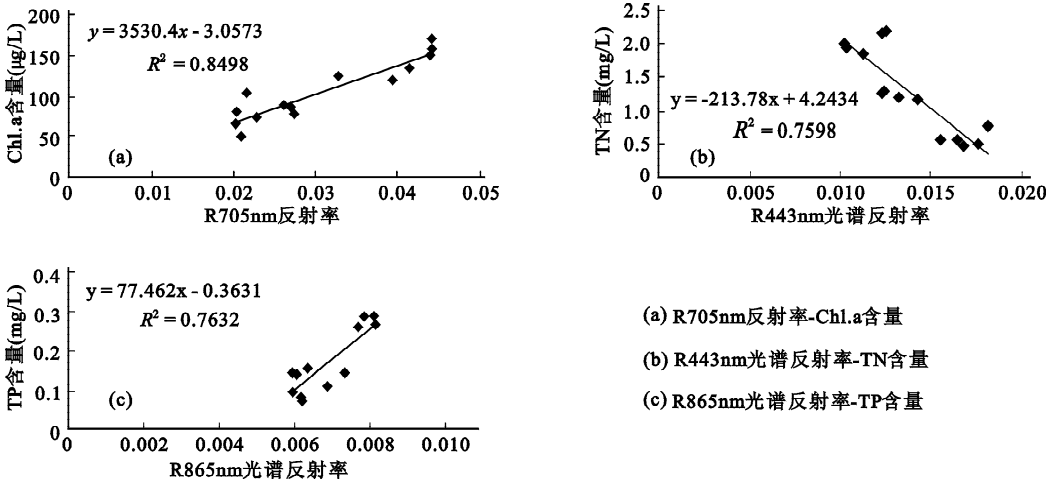 200
150
100
50
0
Chl.a含量(μg/L)
y = 3530.4x - 3.0573
R² = 0.8498
(a)
0 0.01 0.02 0.03 0.04 0.05
R705nm反射率
2.5
2.0
1.5
1.0
0.5
0
TN含量(mg/L)
y = -213.78x + 4.2434
R² = 0.7598
(b)
0 0.005 0.010 0.015 0.020
R443nm光谱反射率
0.4
0.3
0.2
0.1
0
TP含量(mg/L)
y = 77.462x - 0.3631
R² = 0.7632
(c)
0 0.002 0.004 0.006 0.008 0.010
R865nm光谱反射率
(a) R705nm反射率-Chl.a含量
(b) R443nm光谱反射率-TN含量
(c) R865nm光谱反射率-TP含量